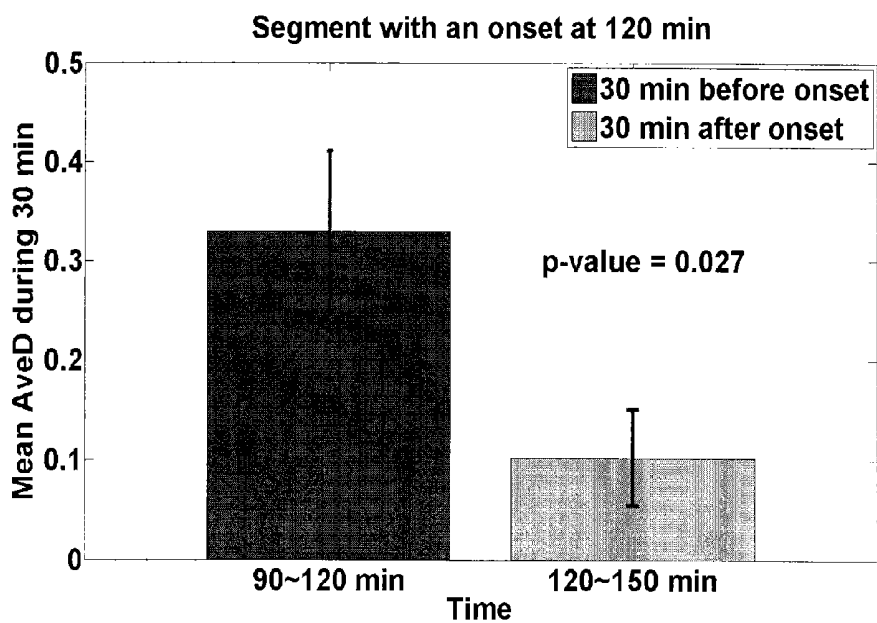 Segment with an onset at 120 min
0.5
30 min before onset
30 min after onset
0.4
0.3
p-value = 0.027
0.2
0.1
0
Mean AveD during 30 min
90~120 min
120~150 min
Time